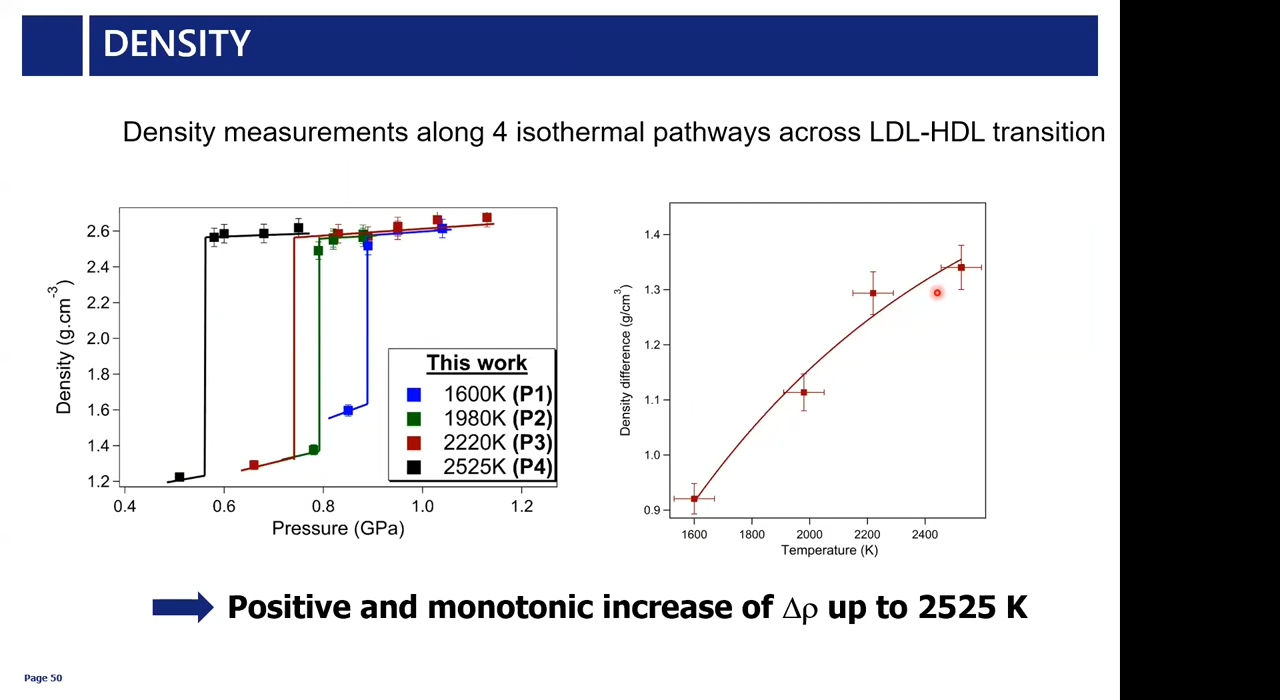 DENSITY
Density measurements along 4 isothermal pathways across LDL-HDL transition
Density (g.cm-3)
2.6
2.4
2.2
2.0
1.8
1.6
1.4
1.2
0.4 0.6 0.8 1.0 1.2
Pressure (GPa)
This work
1600K (P1)
1980K (P2)
2220K (P3)
2525K (P4)
Density difference (g/cm3)
1.4
1.3
1.2
1.1
1.0
0.9
1600 1800 2000 2200 2400
Temperature (K)
Positive and monotonic increase of Δρ up to 2525 K
Page 50